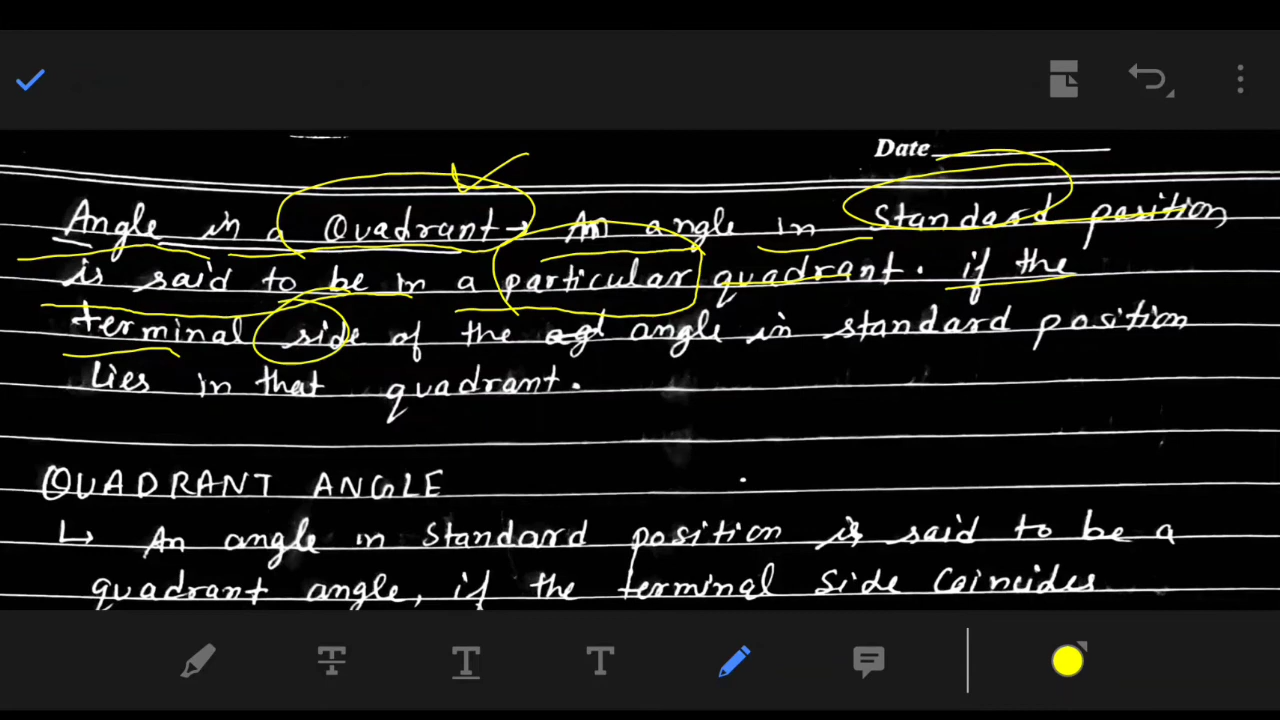 Date
Angle in a Quadrant → An angle in standard position,
is said to be in a particular quadrant. if the
terminal side of the angle in standard position
lies in that quadrant.
QUADRANT ANGLE
↳ An angle in standard position is said to be a
quadrant angle, if the terminal side coincides
T T T